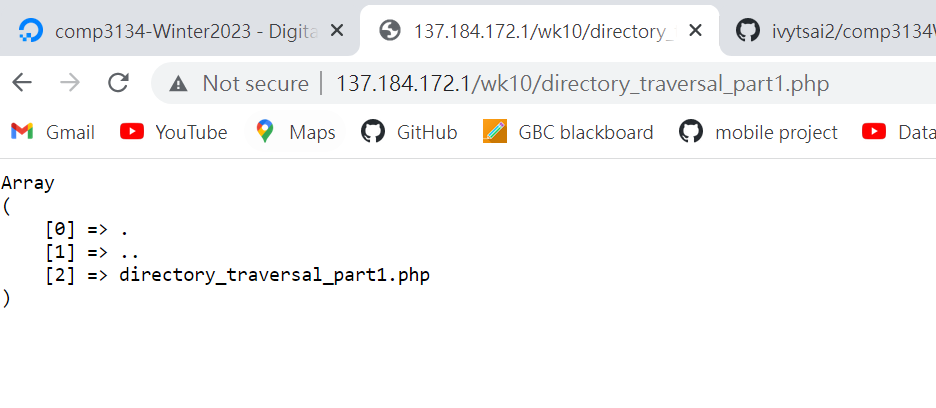 comp3134-Winter2023 - Digita
137.184.172.1/wk10/directory_
ivytsai2/comp3134W
Not secure | 137.184.172.1/wk10/directory_traversal_part1.php
Gmail YouTube Maps GitHub GBC blackboard mobile project Data
Array
(
[0] => .
[1] => ..
[2] => directory_traversal_part1.php
)